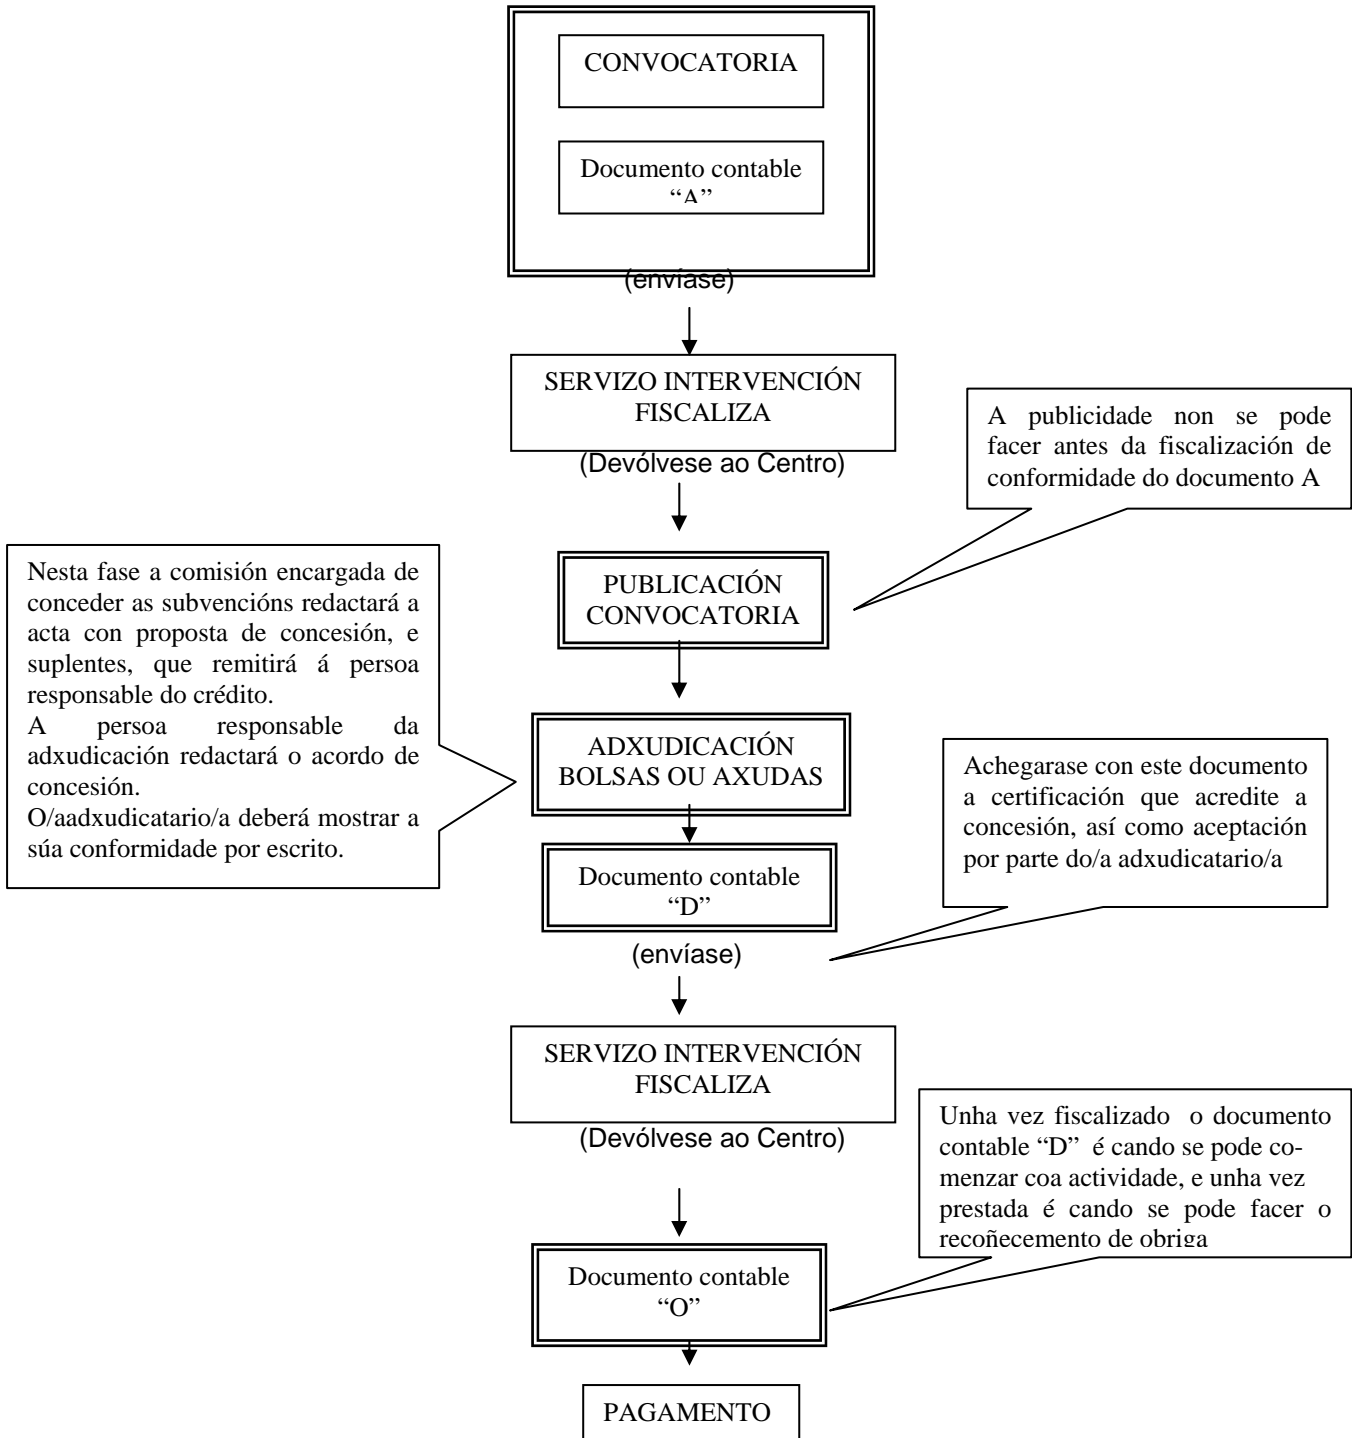 CONVOCATORIA
Documento contable
“A”
(envíase)
SERVIZO INTERVENCIÓN
FISCALIZA
(Devólvese ao Centro)
A publicidade non se pode
facer antes da fiscalización de
conformidade do documento A
PUBLICACIÓN
CONVOCATORIA
Nesta fase a comisión encargada de
conceder as subvencións redactará a
acta con proposta de concesión, e
suplentes, que remitirá á persoa
responsable do crédito.
A persoa responsable da
adxudicación redactará o acordo de
concesión.
O/aadxudicatario/a deberá mostrar a
súa conformidade por escrito.
ADXUDICACIÓN
BOLSAS OU AXUDAS
Achegarase con este documento
a certificación que acredite a
concesión, así como aceptación
por parte do/a adxudicatario/a
Documento contable
“D”
(envíase)
SERVIZO INTERVENCIÓN
FISCALIZA
(Devólvese ao Centro)
Unha vez fiscalizado o documento
contable “D” é cando se pode co-
menzar coa actividade, e unha vez
prestada é cando se pode facer o
recoñecemento de obriga
Documento contable
“O”
PAGAMENTO